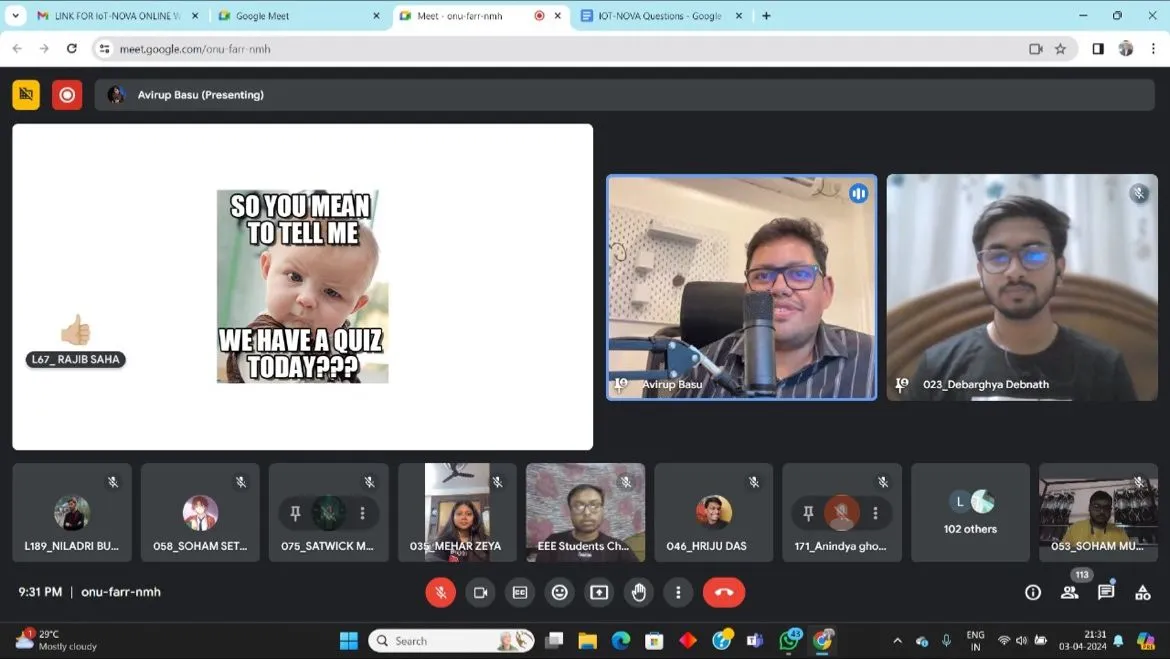 LINK FOR IoT-NOVA ONLINE W
Google Meet
Meet - onu-farr-nmh
IOT-NOVA Questions - Google
meet.google.com/onu-farr-nmh
Avirup Basu (Presenting)
SO YOU MEAN
TO TELL ME
WE HAVE A QUIZ
TODAY???
L67_ RAJIB SAHA
Avirup Basu
023_Debarghya Debnath
L189_NILADRI BU...
058_SOHAM SET...
075_SATWICK M...
035_MEHAR ZEYA
EEE Students Ch...
046_HRIJU DAS
171_Anindya gho...
L
102 others
053_SOHAM MU...
9:31 PM | onu-farr-nmh
CC
113
1
29°C
Mostly cloudy
Search
43
ENG
IN
21:31
03-04-2024